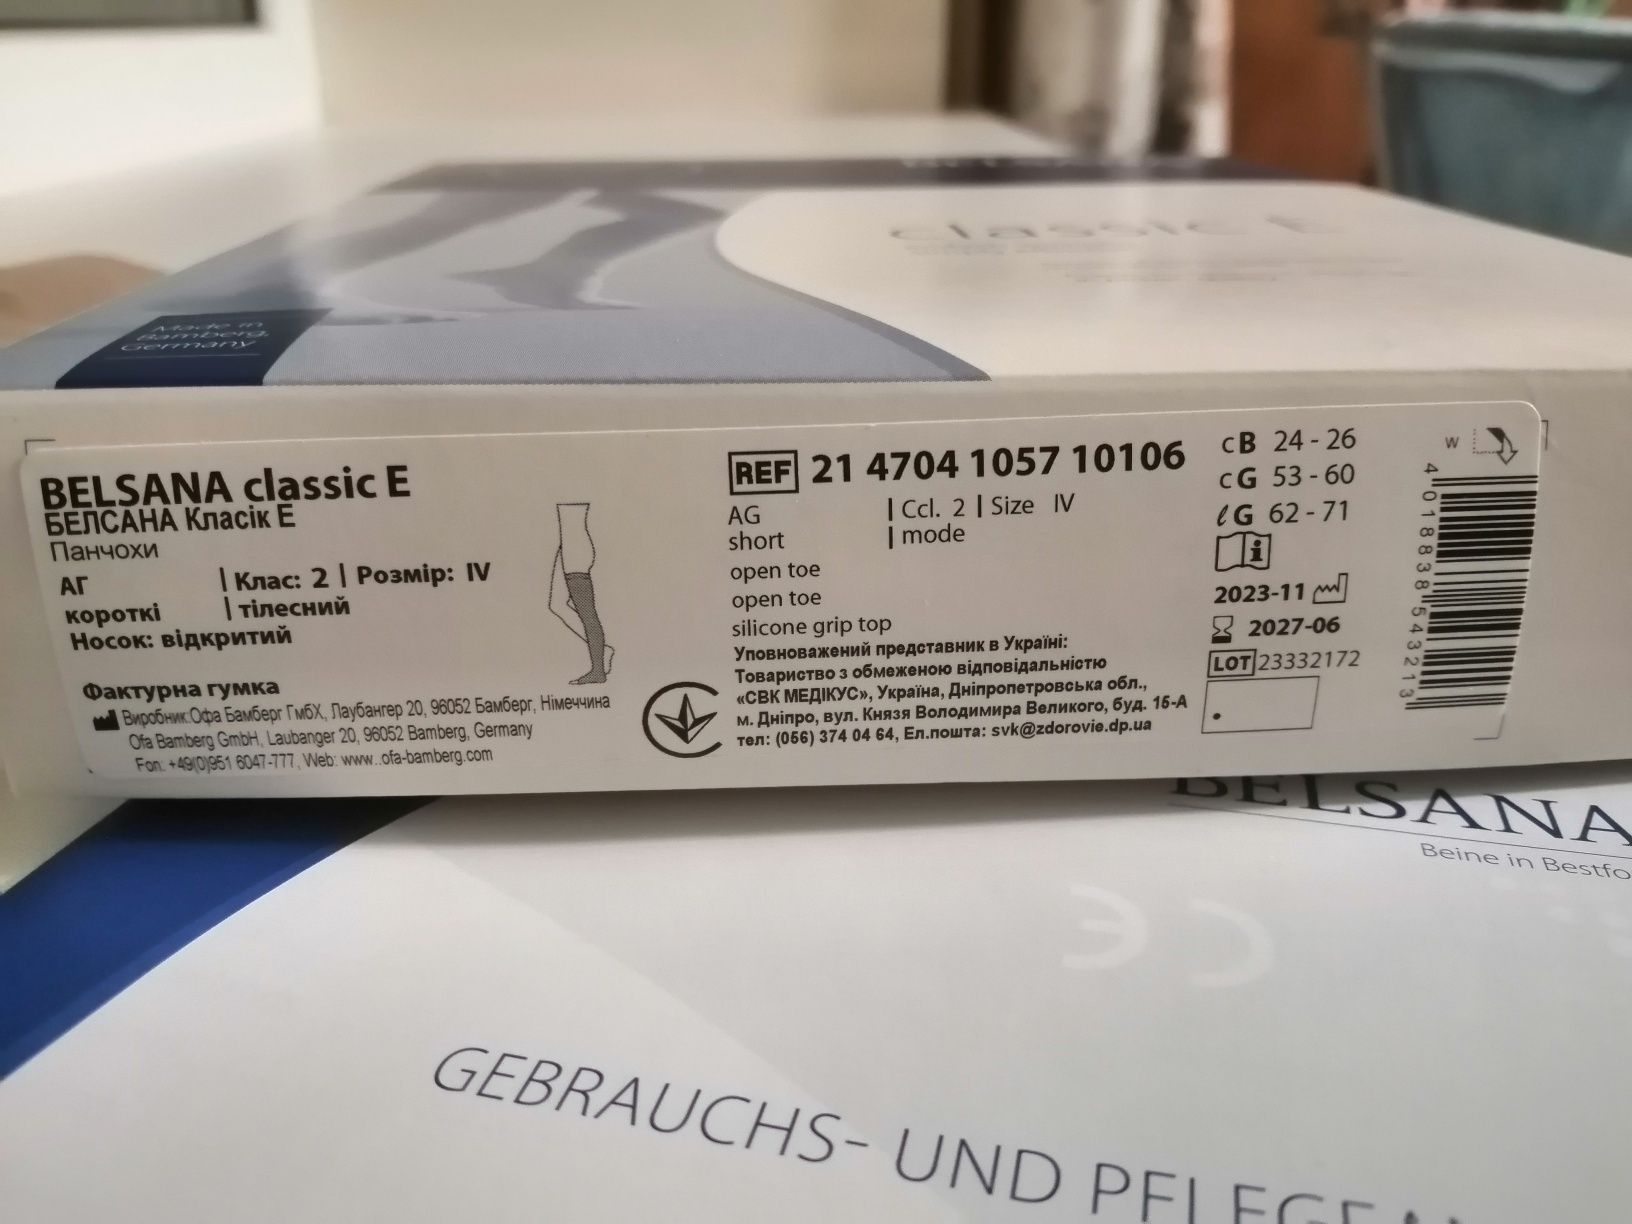 classic E
Made in
Bamberg,
Germany
BELSANA classic E
БЕЛСАНА Класік Е
Панчохи
АГ | Клас: 2 | Розмір: IV
короткі | тілесний
Носок: відкритий
Фактурна гумка
Виробник:Офа Бамберг ГмбХ, Лаубангер 20, 96052 Бамберг, Німеччина
Ofa Bamberg GmbH, Laubanger 20, 96052 Bamberg, Germany
Fon: +49(0)951 6047-777, Web: www..ofa-bamberg.com
REF 21 4704 1057 10106
AG | Ccl. 2 | Size IV
short | mode
open toe
open toe
silicone grip top
Уповноважений представник в Україні:
Товариство з обмеженою відповідальністю
«СВК МЕДІКУС», Україна, Дніпропетровська обл.,
м. Дніпро, вул. Князя Володимира Великого, буд. 15-А
тел: (056) 374 04 64, Ел.пошта: svk@zdorovie.dp.ua
cB 24 - 26
cG 53 - 60
ℓG 62 - 71
2023-11
2027-06
LOT 23332172
W
4 018838 543213
BELSANA
Beine in Bestfo
CE
GEBRAUCHS- UND PFLEGEAN